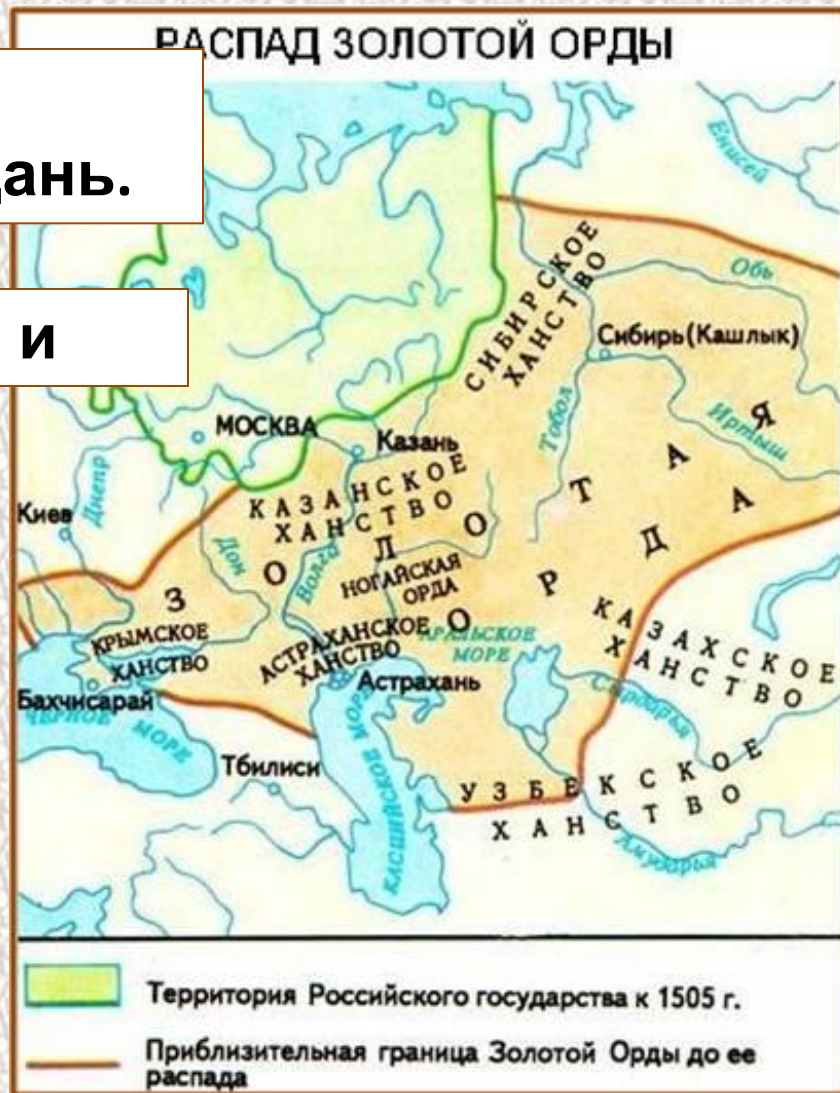 РАСПАД ЗОЛОТОЙ ОРДЫ
дань.
и
Енисей
Обь
СИБИРСКОЕ
ХАНСТВО
Сибирь(Кашлык)
Тобол
Иртыш
МОСКВА
Казань
Днепр
Киев
КАЗАНСКОЕ
ХАНСТВО
Дон
Волга
ЗОЛОТАЯ
ОРДА
НОГАЙСКАЯ
ОРДА
КРЫМСКОЕ
ХАНСТВО
АСТРАХАНСКОЕ
ХАНСТВО
АРАЛЬСКОЕ
МОРЕ
КАЗАХСКОЕ
ХАНСТВО
Астрахань
Бахчисарай
ЧЕРНОЕ
МОРЕ
Сырдарья
Тбилиси
КАСПИЙСКОЕ МОРЕ
УЗБЕКСКОЕ
ХАНСТВО
Амударья
Территория Российского государства к 1505 г.
Приблизительная граница Золотой Орды до ее
распада